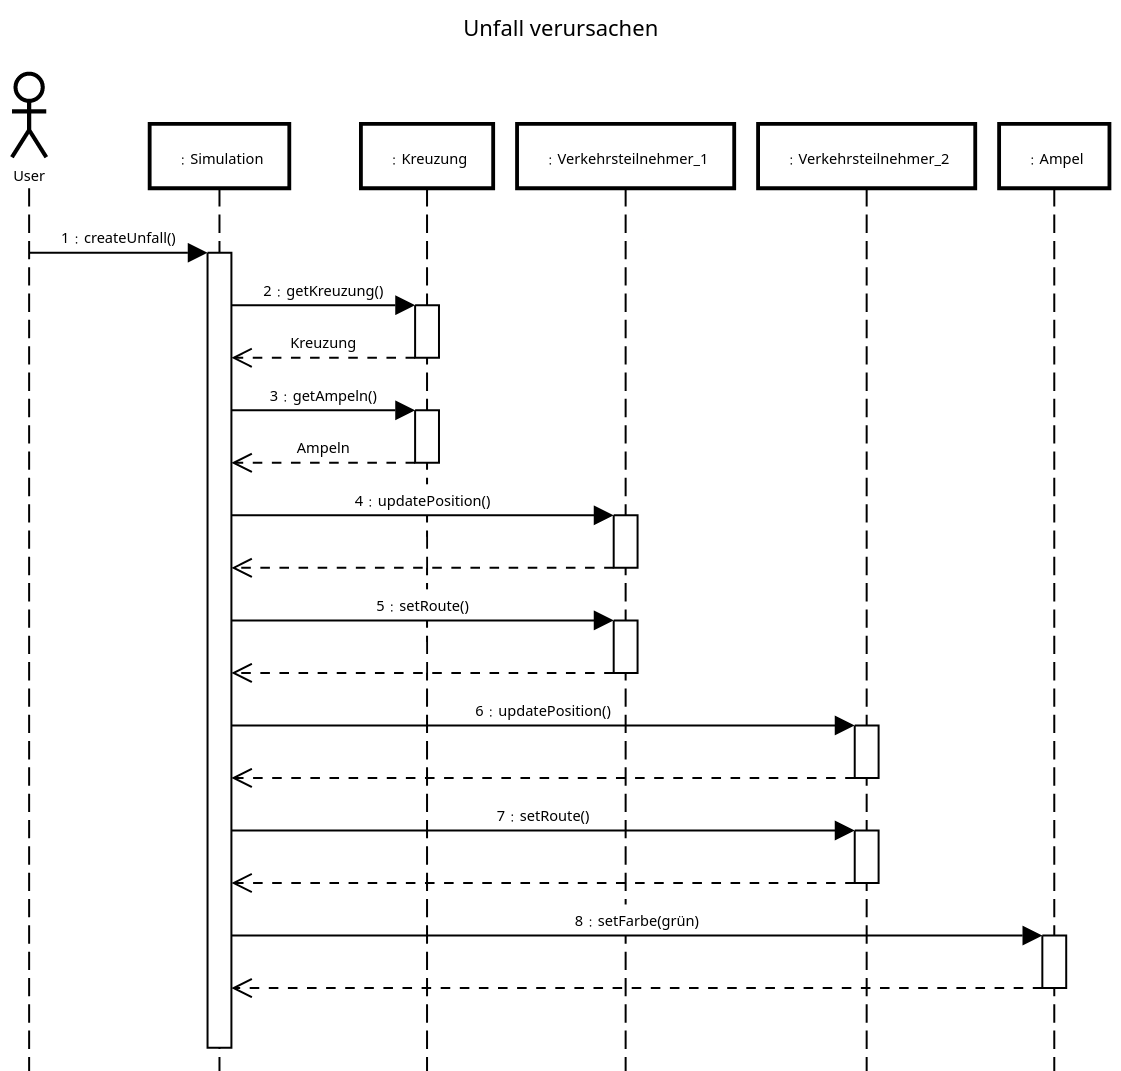 Unfall verursachen
User
: Simulation
: Kreuzung
: Verkehrsteilnehmer_1
: Verkehrsteilnehmer_2
: Ampel
1 : createUnfall()
2 : getKreuzung()
Kreuzung
3 : getAmpeln()
Ampeln
4 : updatePosition()
5 : setRoute()
6 : updatePosition()
7 : setRoute()
8 : setFarbe(grün)